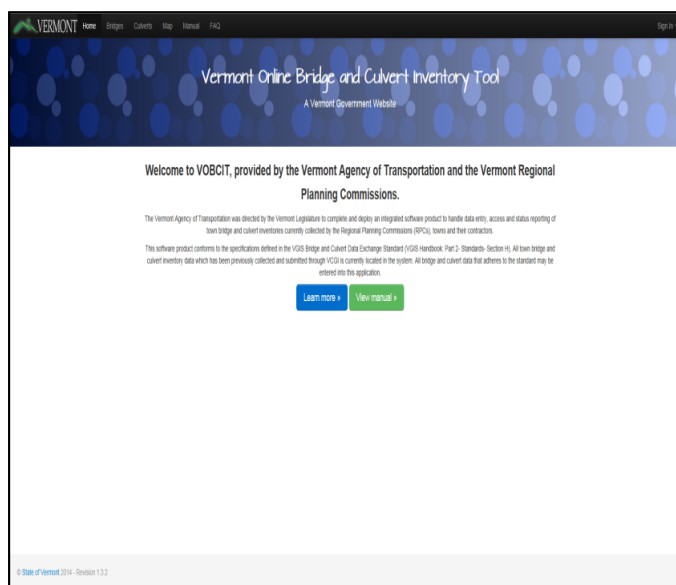 VERMONT Home Bridges Culverts Map Manual FAQ Sign In
Vermont Online Bridge and Culvert Inventory Tool
A Vermont Government Website
Welcome to VOBCIT, provided by the Vermont Agency of Transportation and the Vermont Regional
Planning Commissions.
The Vermont Agency of Transportation was directed by the Vermont Legislature to complete and deploy an integrated software product to handle data entry, access and status reporting of
town bridge and culvert inventories currently collected by the Regional Planning Commissions (RPCs), towns and their contractors.
This software product conforms to the specifications defined in the VGIS Bridge and Culvert Data Exchange Standard (VGIS Handbook: Part 2- Standards- Section H). All town bridge and
culvert inventory data which has been previously collected and submitted through VCGI is currently located in the system. All bridge and culvert data that adheres to the standard may be
entered into this application.
Learn more » View manual »
© State of Vermont 2014 - Revision 1.3.2